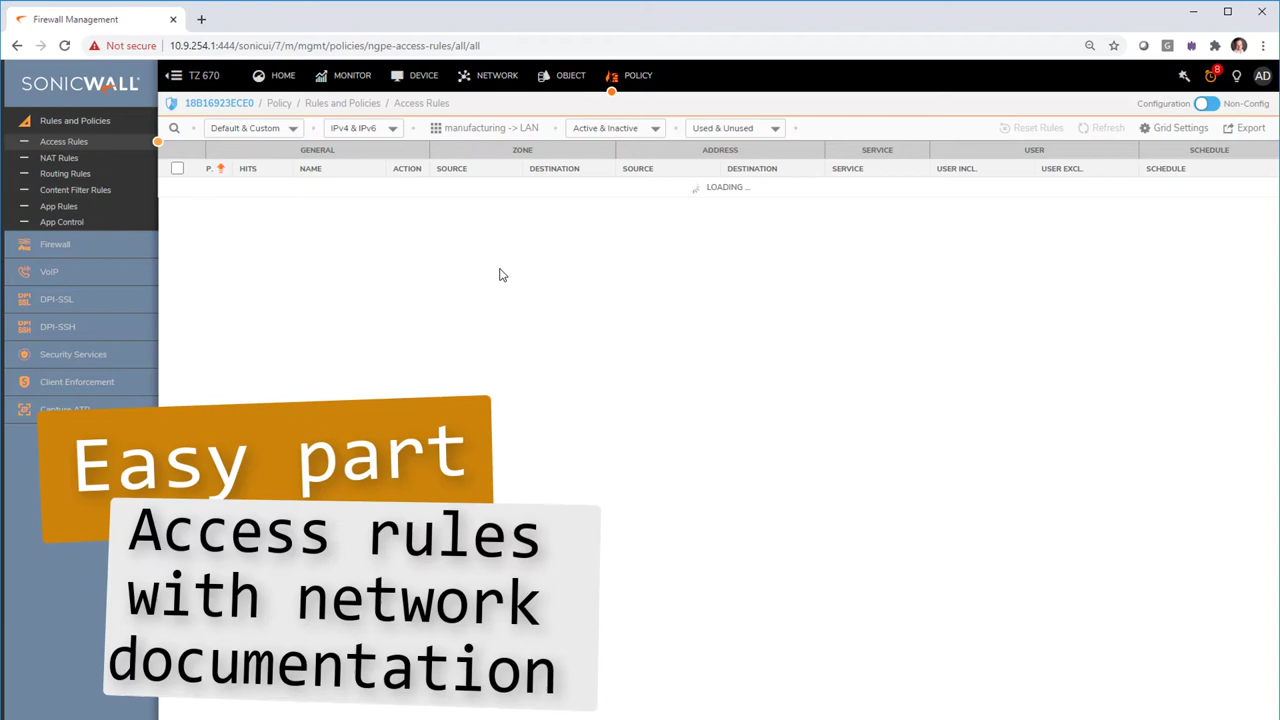 Firewall Management
Not secure
10.9.254.1:444/sonicui/7/m/mgmt/policies/ngpe-access-rules/all/all
SONICWALL
TZ 670
HOME
MONITOR
DEVICE
NETWORK
OBJECT
POLICY
8
AD
18B16923ECE0 / Policy / Rules and Policies / Access Rules
Configuration
Non-Config
Rules and Policies
Access Rules
NAT Rules
Routing Rules
Content Filter Rules
App Rules
App Control
Firewall
VoIP
DPI-SSL
DPI-SSH
Security Services
Client Enforcement
Capture ATP
Default & Custom
IPv4 & IPv6
manufacturing -> LAN
Active & Inactive
Used & Unused
Reset Rules
Refresh
Grid Settings
Export
GENERAL
ZONE
ADDRESS
SERVICE
USER
SCHEDULE
P.
HITS
NAME
ACTION
SOURCE
DESTINATION
SOURCE
DESTINATION
SERVICE
USER INCL.
USER EXCL.
SCHEDULE
LOADING ...
Easy part
Access rules
with network
documentation